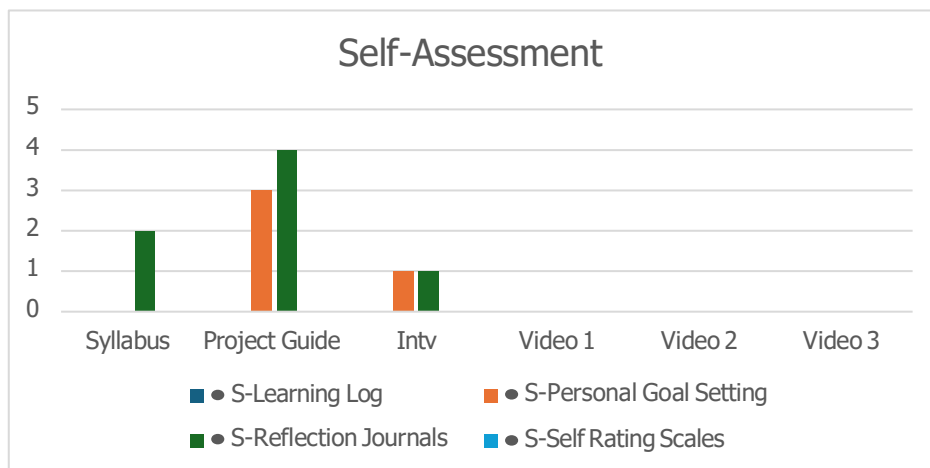 Self-Assessment
5
4
3
2
1
0
Syllabus Project Guide Intv Video 1 Video 2 Video 3
● S-Learning Log ● S-Personal Goal Setting
● S-Reflection Journals ● S-Self Rating Scales